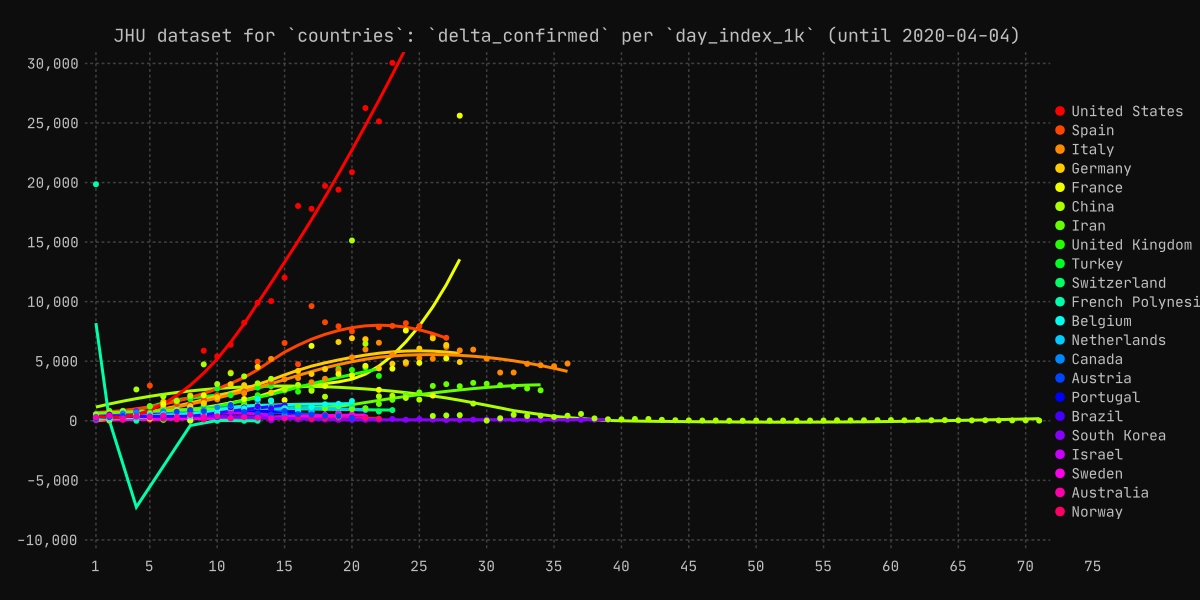 JHU dataset for `countries`: `delta_confirmed` per `day_index_1k` (until 2020-04-04)
30,000
25,000
20,000
15,000
10,000
5,000
0
-5,000
-10,000
1 5 10 15 20 25 30 35 40 45 50 55 60 65 70 75
United States
Spain
Italy
Germany
France
China
Iran
United Kingdom
Turkey
Switzerland
French Polynesi
Belgium
Netherlands
Canada
Austria
Portugal
Brazil
South Korea
Israel
Sweden
Australia
Norway